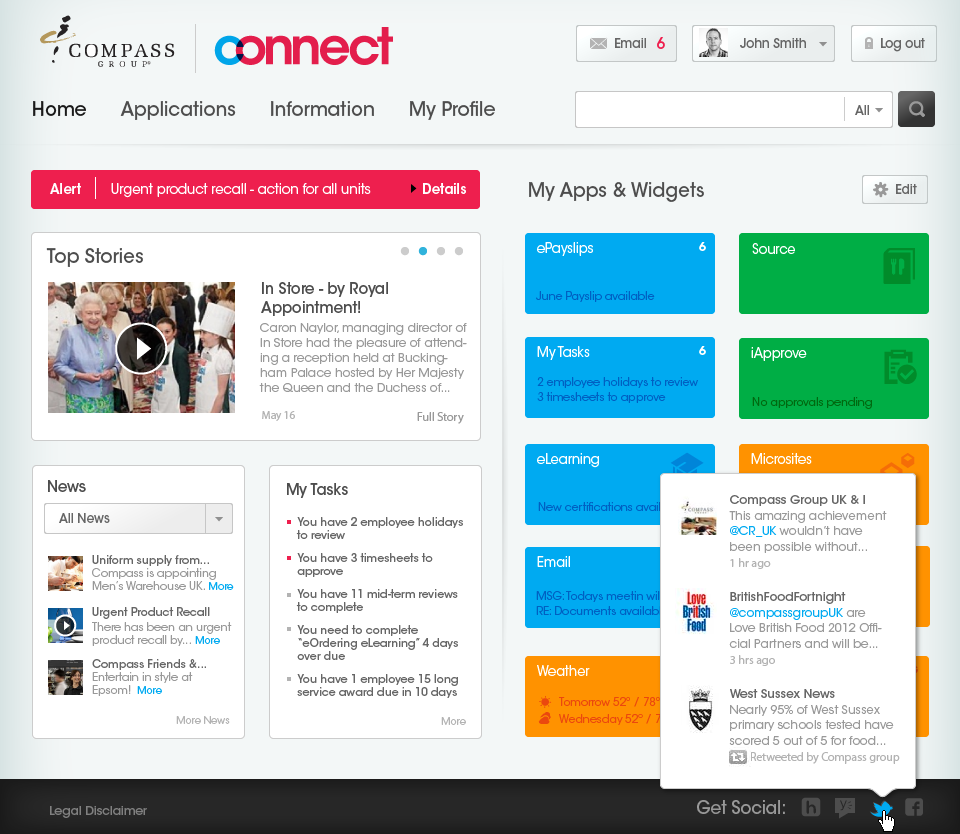 COMPASS
GROUP
connect
Email 6
John Smith
Log out
Home
Applications
Information
My Profile
All
Alert
Urgent product recall - action for all units
Details
Top Stories
In Store - by Royal
Appointment!
Caron Naylor, managing director of
In Store had the pleasure of attend-
ing a reception held at Bucking-
ham Palace hosted by Her Majesty
the Queen and the Duchess of...
May 16
Full Story
News
All News
Uniform supply from...
Compass is appointing
Men's Warehouse UK. More
Urgent Product Recall
There has been an urgent
product recall by... More
Compass Friends &...
Entertain in style at
Epsom! More
More News
My Tasks
You have 2 employee holidays
to review
You have 3 timesheets to
approve
You have 11 mid-term reviews
to complete
You need to complete
"eOrdering eLearning" 4 days
over due
You have 1 employee 15 long
service award due in 10 days
More
My Apps & Widgets
Edit
ePayslips 6
June Payslip available
Source
My Tasks 6
2 employee holidays to review
3 timesheets to approve
iApprove
No approvals pending
eLearning
New certifications avail
Microsites
Email
MSG: Todays meetin wil
RE: Documents availab
Weather
Tomorrow 52° / 78°
Wednesday 52° / 7
COMPASS
Compass Group UK & I
This amazing achievement
@CR_UK wouldn't have
been possible without...
1 hr ago
Love
British
Food
BritishFoodFortnight
@compassgroupUK are
Love British Food 2012 Offi-
cial Partners and will be...
3 hrs ago
West Sussex News
Nearly 95% of West Sussex
primary schools tested have
scored 5 out of 5 for food...
Retweeted by Compass group
Legal Disclaimer
Get Social: